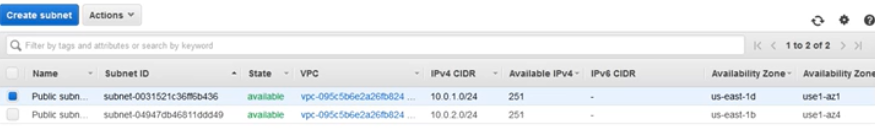 Create subnet Actions
Filter by tags and attributes or search by keyword 1 to 2 of 2
Name Subnet ID State VPC IPv4 CIDR Available IPv4 IPv6 CIDR Availability Zone Availability Zone
Public subn... subnet-0031521c36ff6b436 available vpc-095c5b6e2a26fb824 ... 10.0.1.0/24 251 - us-east-1d use1-az1
Public subn... subnet-04947db46811ddd49 available vpc-095c5b6e2a26fb824 ... 10.0.2.0/24 251 - us-east-1b use1-az4